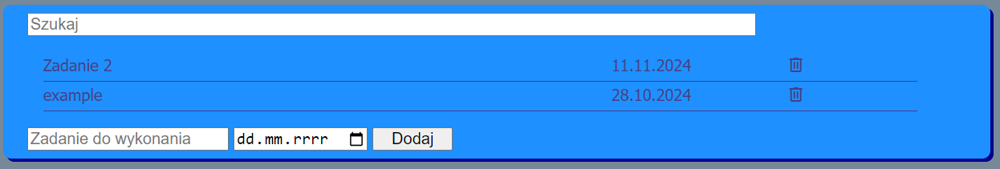 Szukaj
Zadanie 2 11.11.2024
example 28.10.2024
Zadanie do wykonania dd.mm.rrrr Dodaj